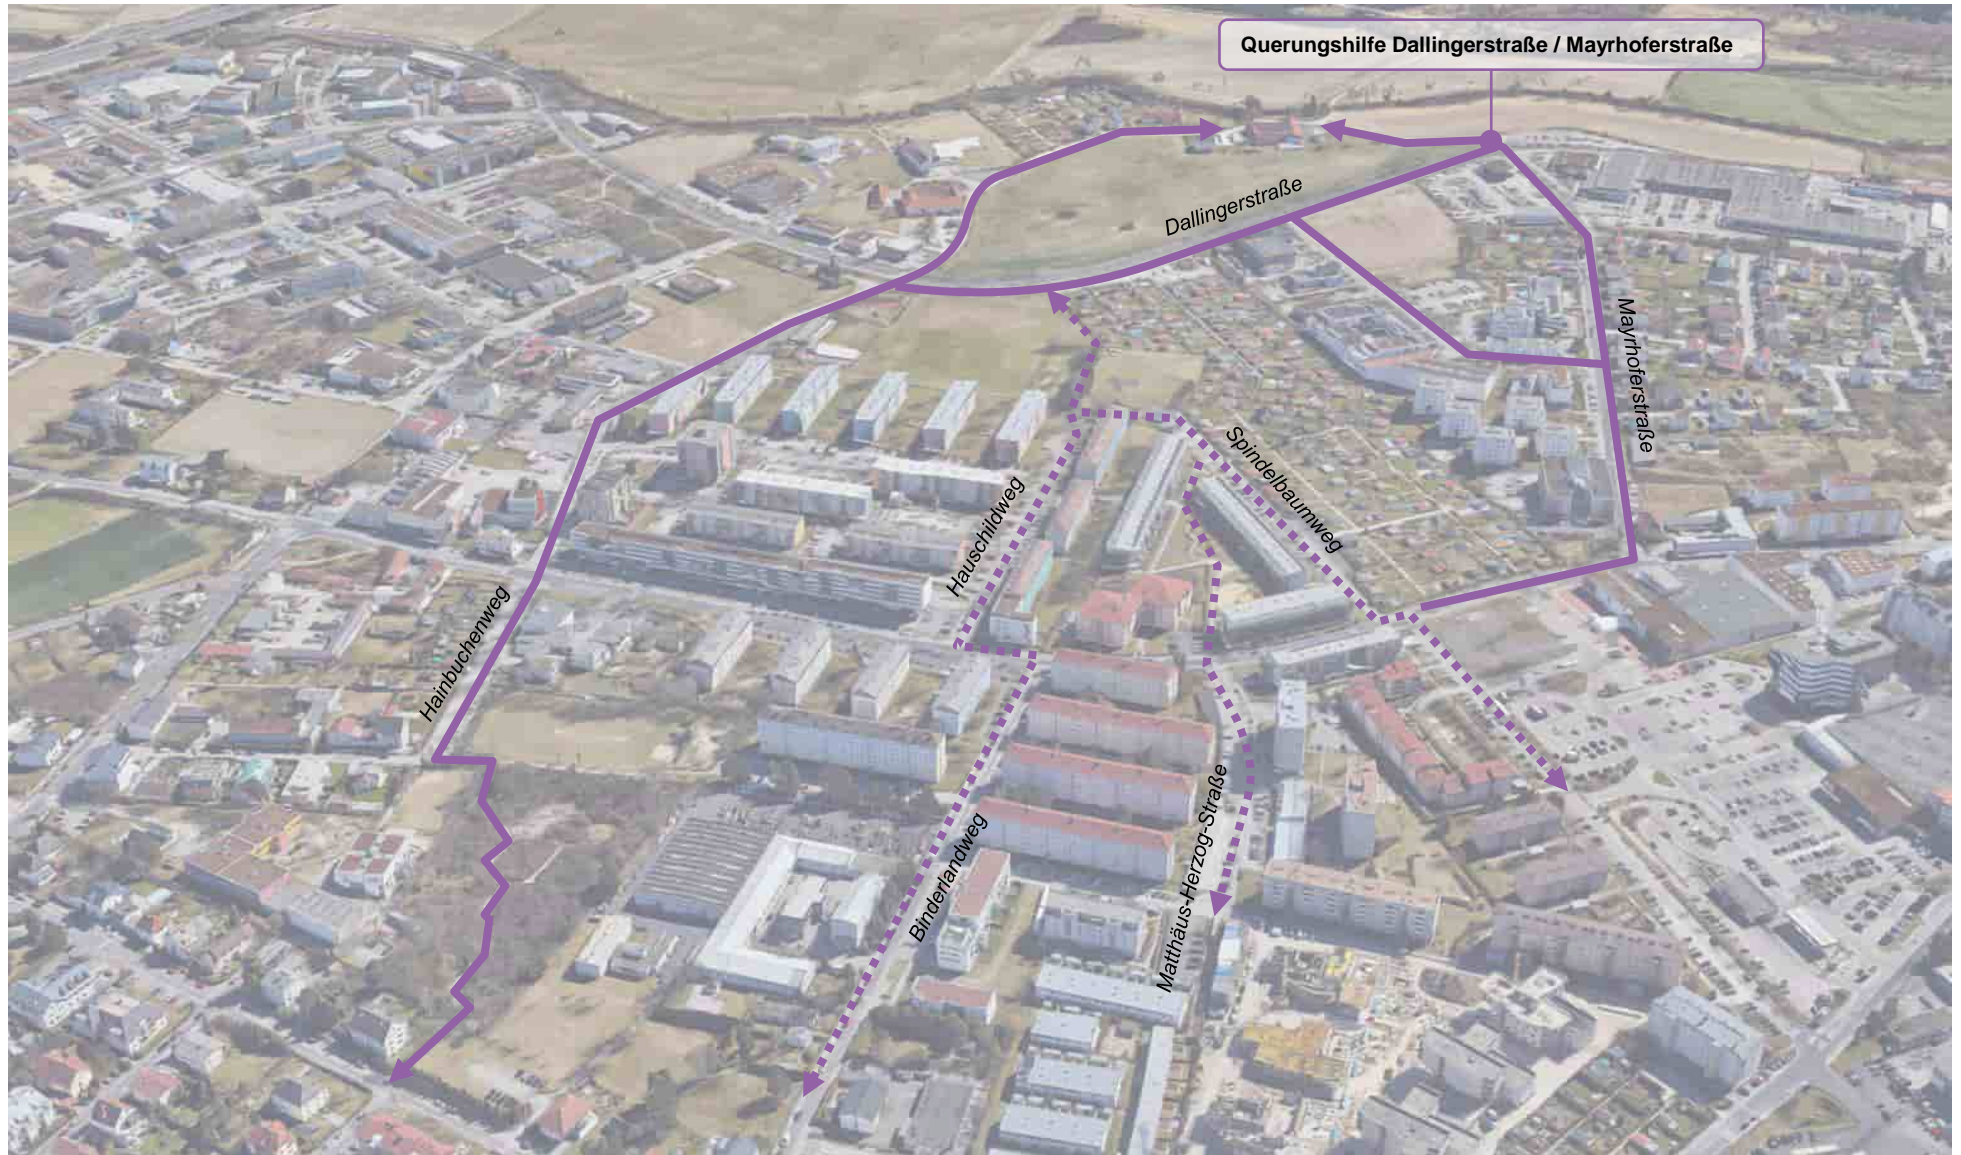 Querungshilfe Dallingerstraße / Mayrhoferstraße
Dallingerstraße
Mayrhoferstraße
Spindelbaumweg
Hauschildweg
Hainbuchenweg
Matthäus-Herzog-Straße
Binderlandweg